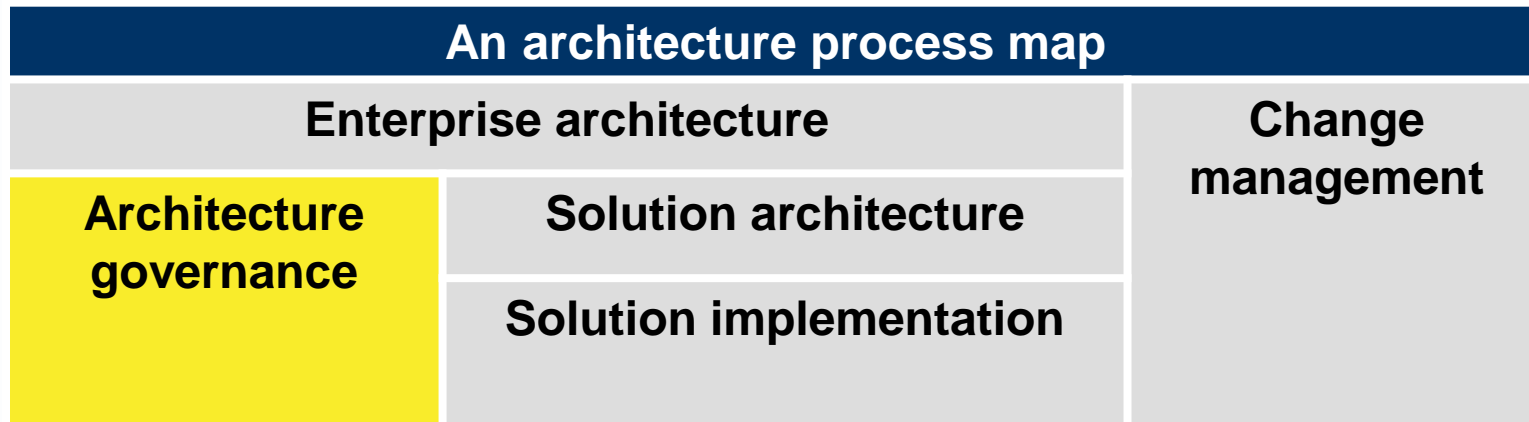 An architecture process map
Enterprise architecture
Change
management
Architecture
governance
Solution architecture
Solution implementation